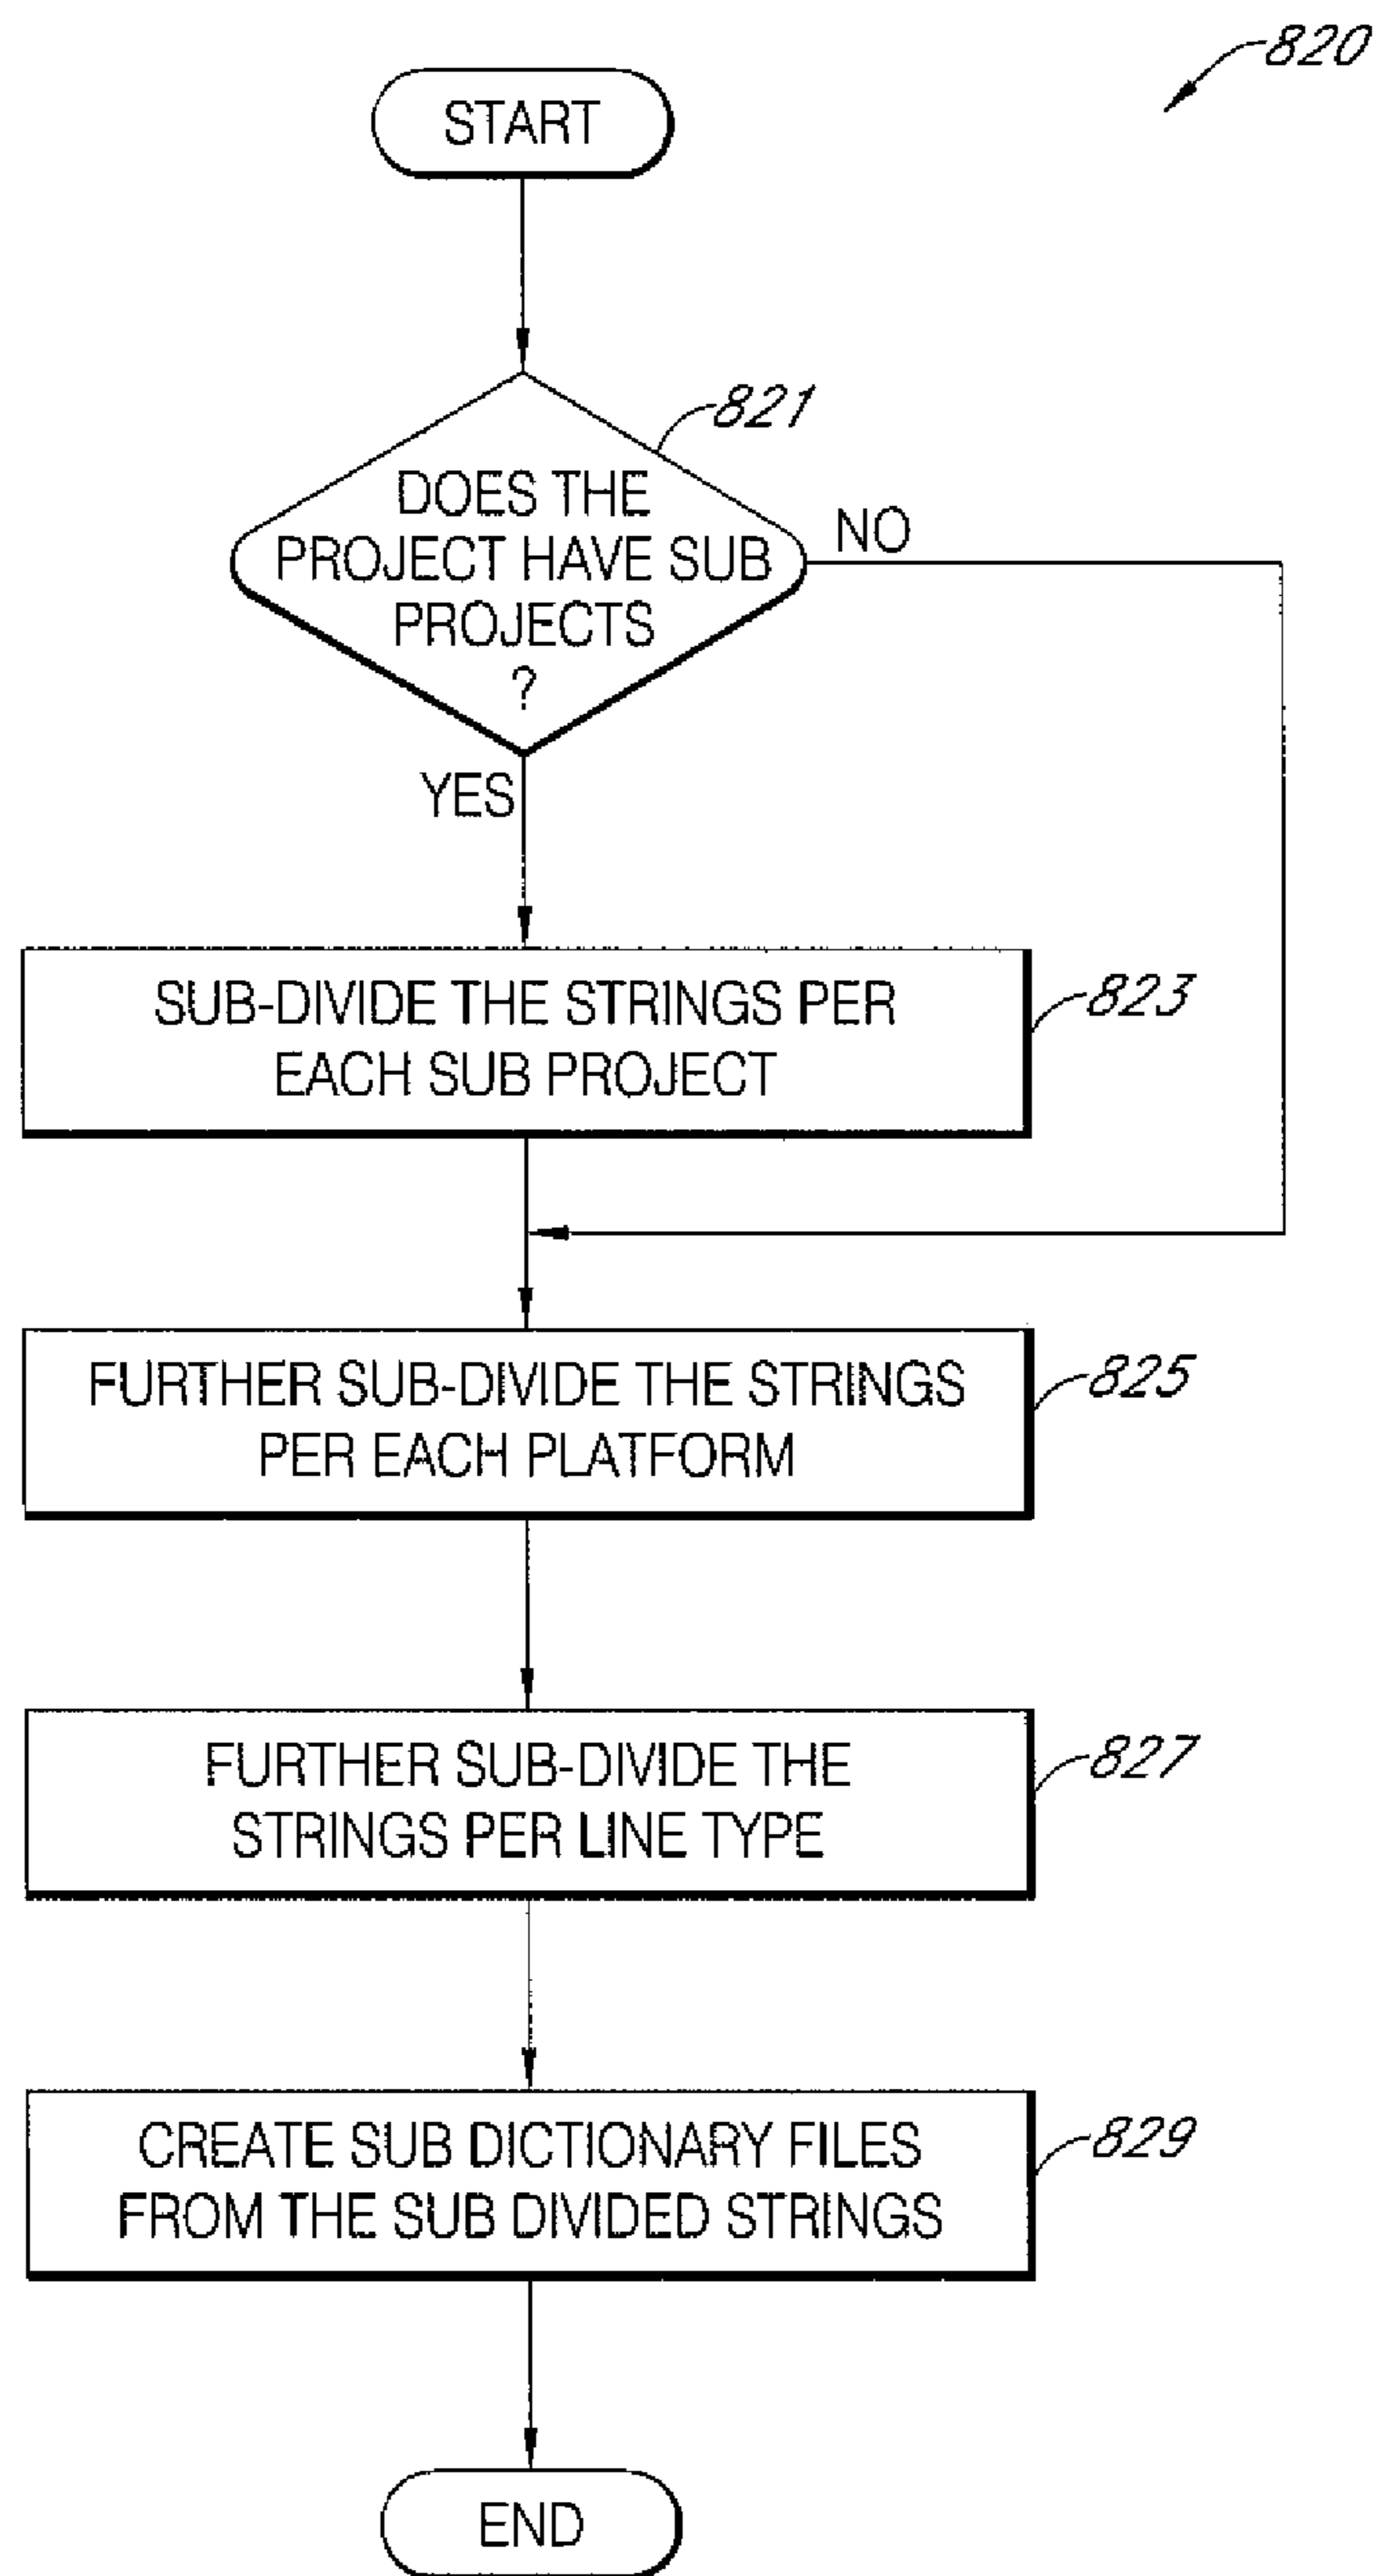 820
START
821
DOES THE
PROJECT HAVE SUB
PROJECTS
?
NO
YES
SUB-DIVIDE THE STRINGS PER
EACH SUB PROJECT
823
FURTHER SUB-DIVIDE THE STRINGS
PER EACH PLATFORM
825
FURTHER SUB-DIVIDE THE
STRINGS PER LINE TYPE
827
CREATE SUB DICTIONARY FILES
FROM THE SUB DIVIDED STRINGS
829
END